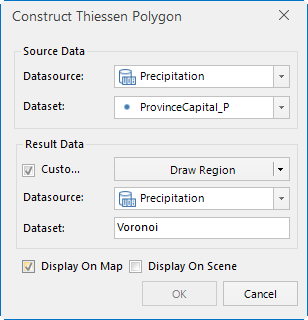 Construct Thiessen Polygon
Source Data
Datasource: Precipitation
Dataset: ProvinceCapital_P
Result Data
Custo... Draw Region
Datasource: Precipitation
Dataset: Voronoi
Display On Map Display On Scene
OK Cancel